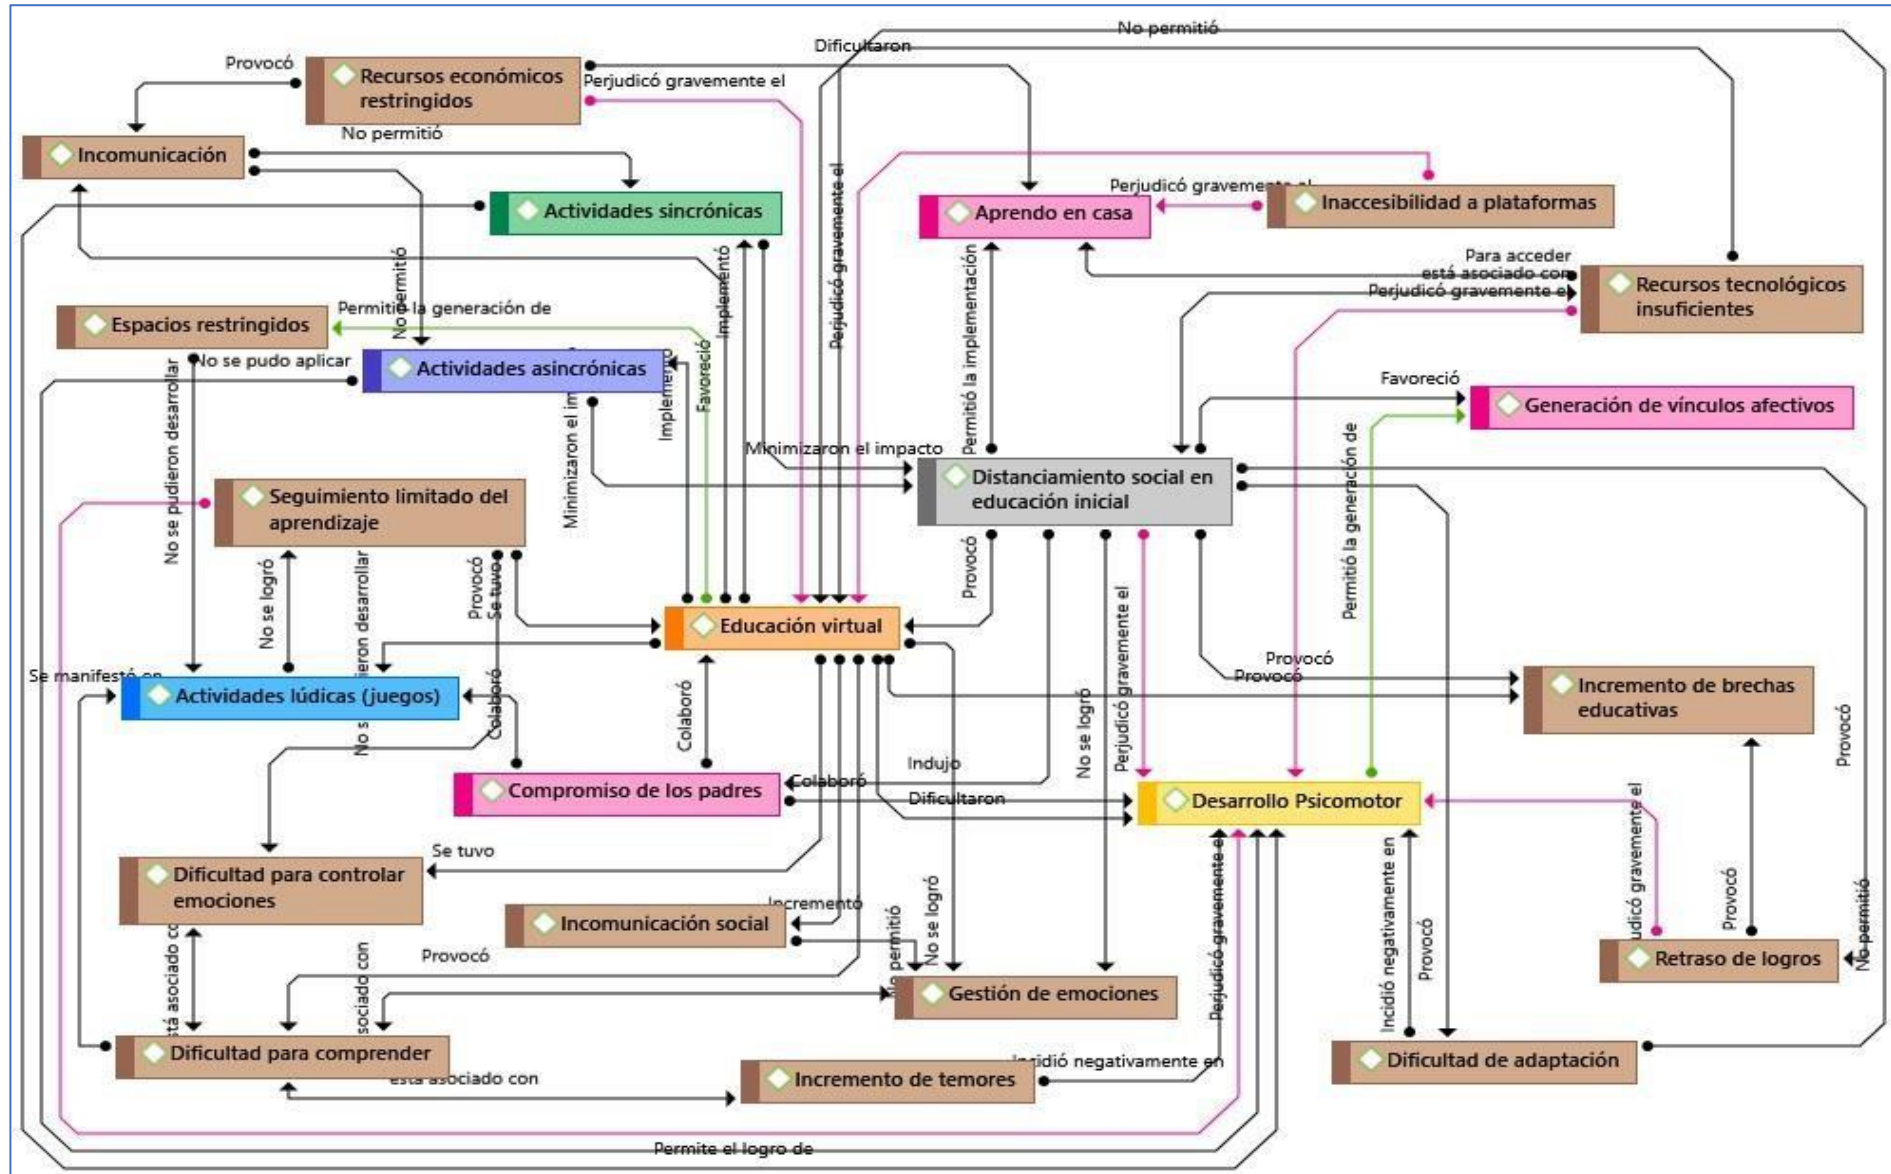 No permitió
Dificultaron
Provocó
Recursos económicos
restringidos
Perjudicó gravemente el
No permitió
Incomunicación
Actividades sincrónicas
Aprendo en casa
Perjudicó gravemente el
Inaccesibilidad a plataformas
Perjudicó gravemente el
No permitió
Implementó
Permitió la implementación
Para acceder
está asociado con
Perjudicó gravemente el
Recursos tecnológicos
insuficientes
Espacios restringidos
Permitió la generación de
No se pudo aplicar
Actividades asincrónicas
Implementó
Favoreció
Favoreció
Generación de vínculos afectivos
No se pudieron desarrollar
Minimizaron el
Minimizaron el impacto
Permitió la generación de
Distanciamiento social en
educación inicial
Seguimiento limitado del
aprendizaje
No se logró
desarrollar
Provocó
Se tuvo
Provocó
Perjudicó gravemente el
Educación virtual
Se manifestó en
Actividades lúdicas (juegos)
Colaboró
Colaboró
No se logró
Provocó
Provocó
Incremento de brechas
educativas
Provocó
Compromiso de los padres
Colaboró
Indujo
Dificultaron
Desarrollo Psicomotor
Se tuvo
Dificultad para controlar
emociones
Incomunicación social
Incrementó
permitió
No se logró
Perjudicó gravemente el
Incidió negativamente en
Provocó
gravemente el
Provocó
No permitió
Retraso de logros
está asociado
asociado con
Provocó
Gestión de emociones
Dificultad para comprender
está asociado con
Incremento de temores
Incidió negativamente en
Dificultad de adaptación
Permite el logro de